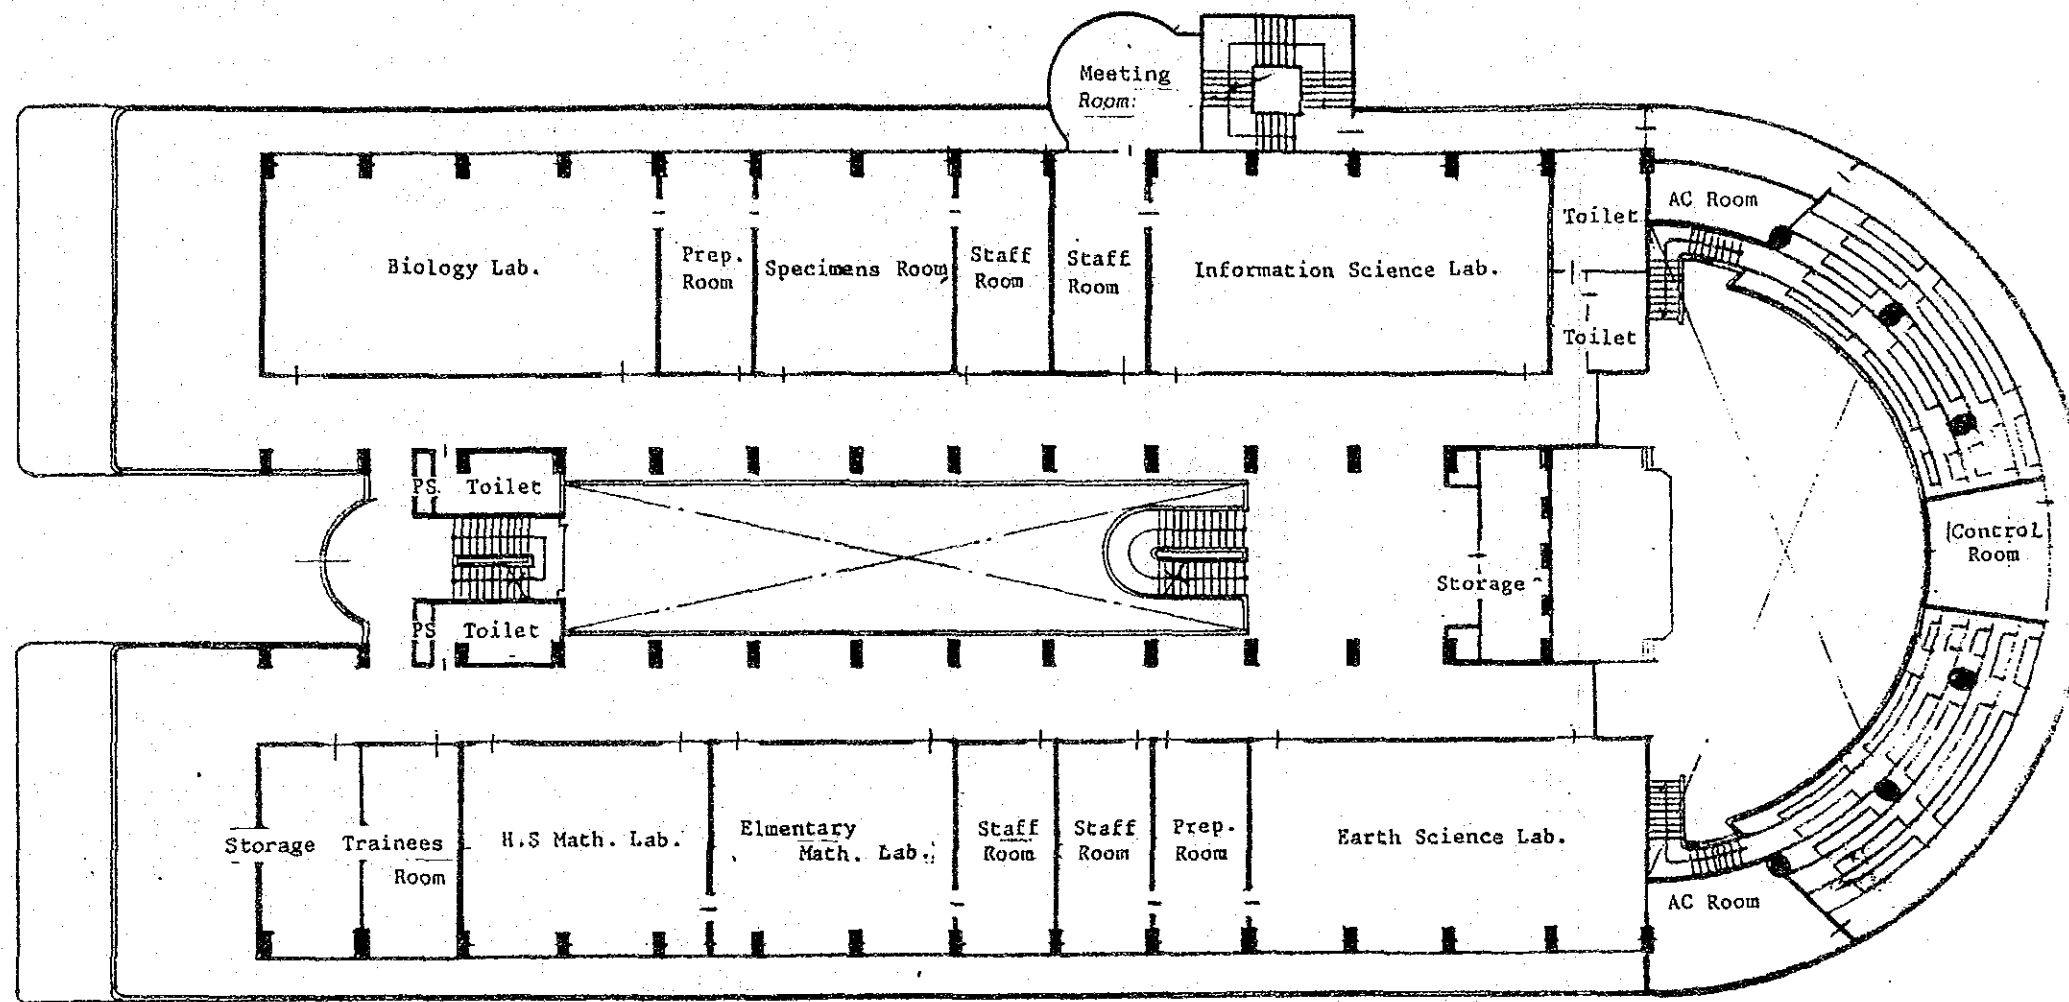 Meeting
Room:
AC Room
Toilet
Biology Lab.
Prep.
Room
Specimens Room
Staff
Room
Staff
Room
Information Science Lab.
Toilet
PS
Toilet
Control
Room
Storage
PS
Toilet
Storage
Trainees
Room
H.S Math. Lab.
Elmentary
Math. Lab.
Staff
Room
Staff
Room
Prep.
Room
Earth Science Lab.
AC Room